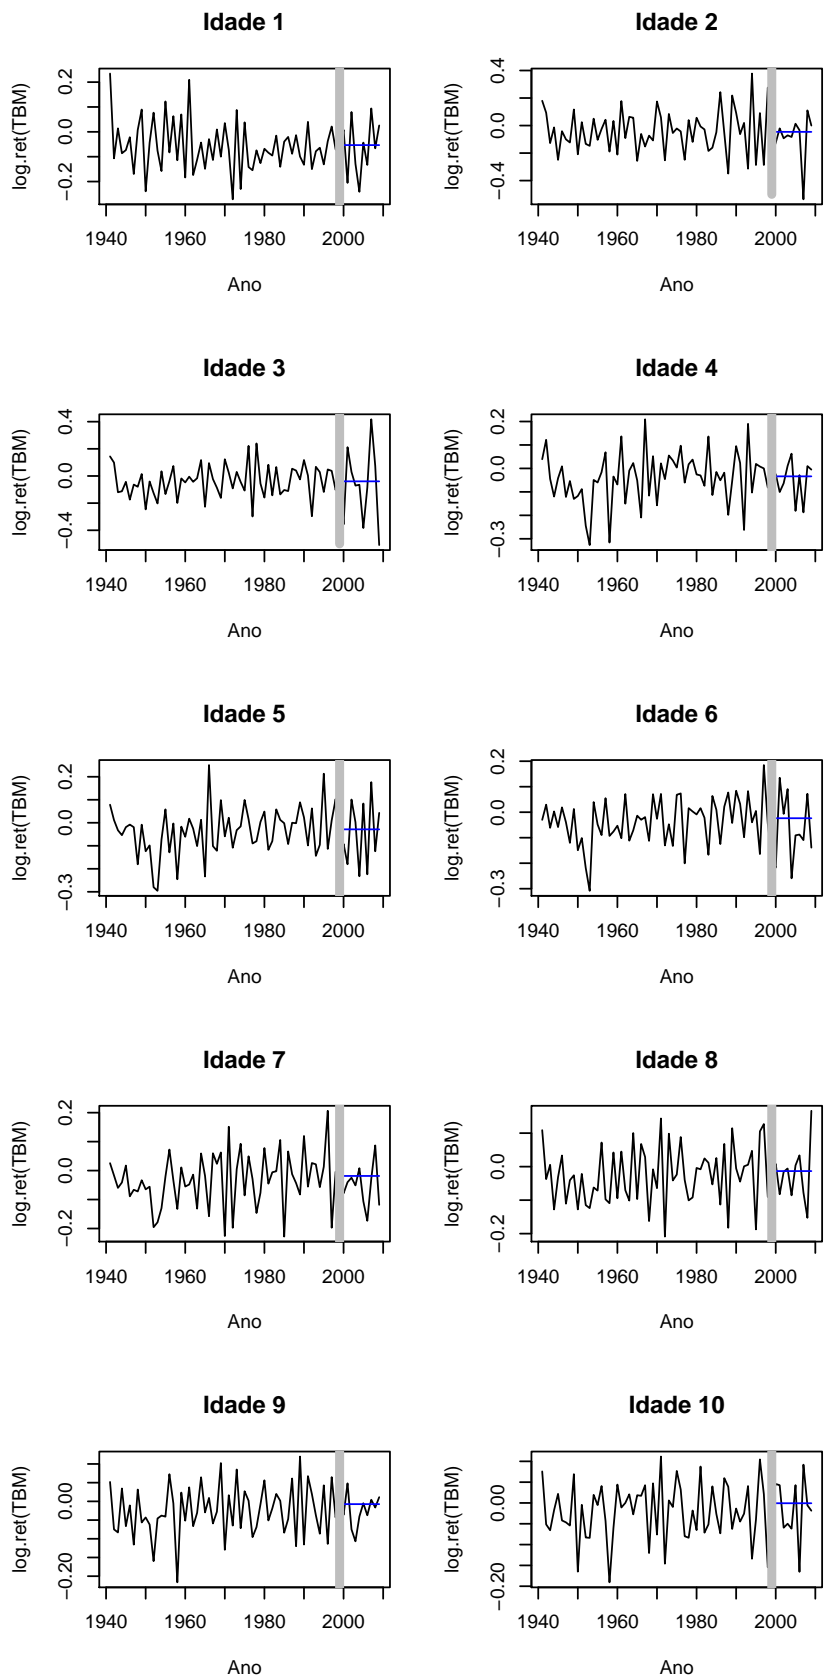 Idade 1
log.ret(TBM)
0.2
0.0
−0.2
1940 1960 1980 2000
Ano
Idade 2
log.ret(TBM)
0.4
0.0
−0.4
1940 1960 1980 2000
Ano
Idade 3
log.ret(TBM)
0.4
0.0
−0.4
1940 1960 1980 2000
Ano
Idade 4
log.ret(TBM)
0.2
0.0
−0.3
1940 1960 1980 2000
Ano
Idade 5
log.ret(TBM)
0.2
0.0
−0.3
1940 1960 1980 2000
Ano
Idade 6
log.ret(TBM)
0.2
0.0
−0.3
1940 1960 1980 2000
Ano
Idade 7
log.ret(TBM)
0.2
0.0
−0.2
1940 1960 1980 2000
Ano
Idade 8
log.ret(TBM)
0.0
−0.2
1940 1960 1980 2000
Ano
Idade 9
log.ret(TBM)
0.00
−0.20
1940 1960 1980 2000
Ano
Idade 10
log.ret(TBM)
0.00
−0.20
1940 1960 1980 2000
Ano